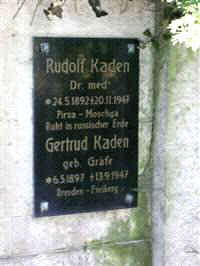 Rudolf Kaden
Dr. med.
*24.5.1892 †20.11.1947
Pirna - Moschga
Ruht in russischer Erde
Gertrud Kaden
geb. Gräfe
*6.5.1897 †13.9.1947
Dresden - Freiberg